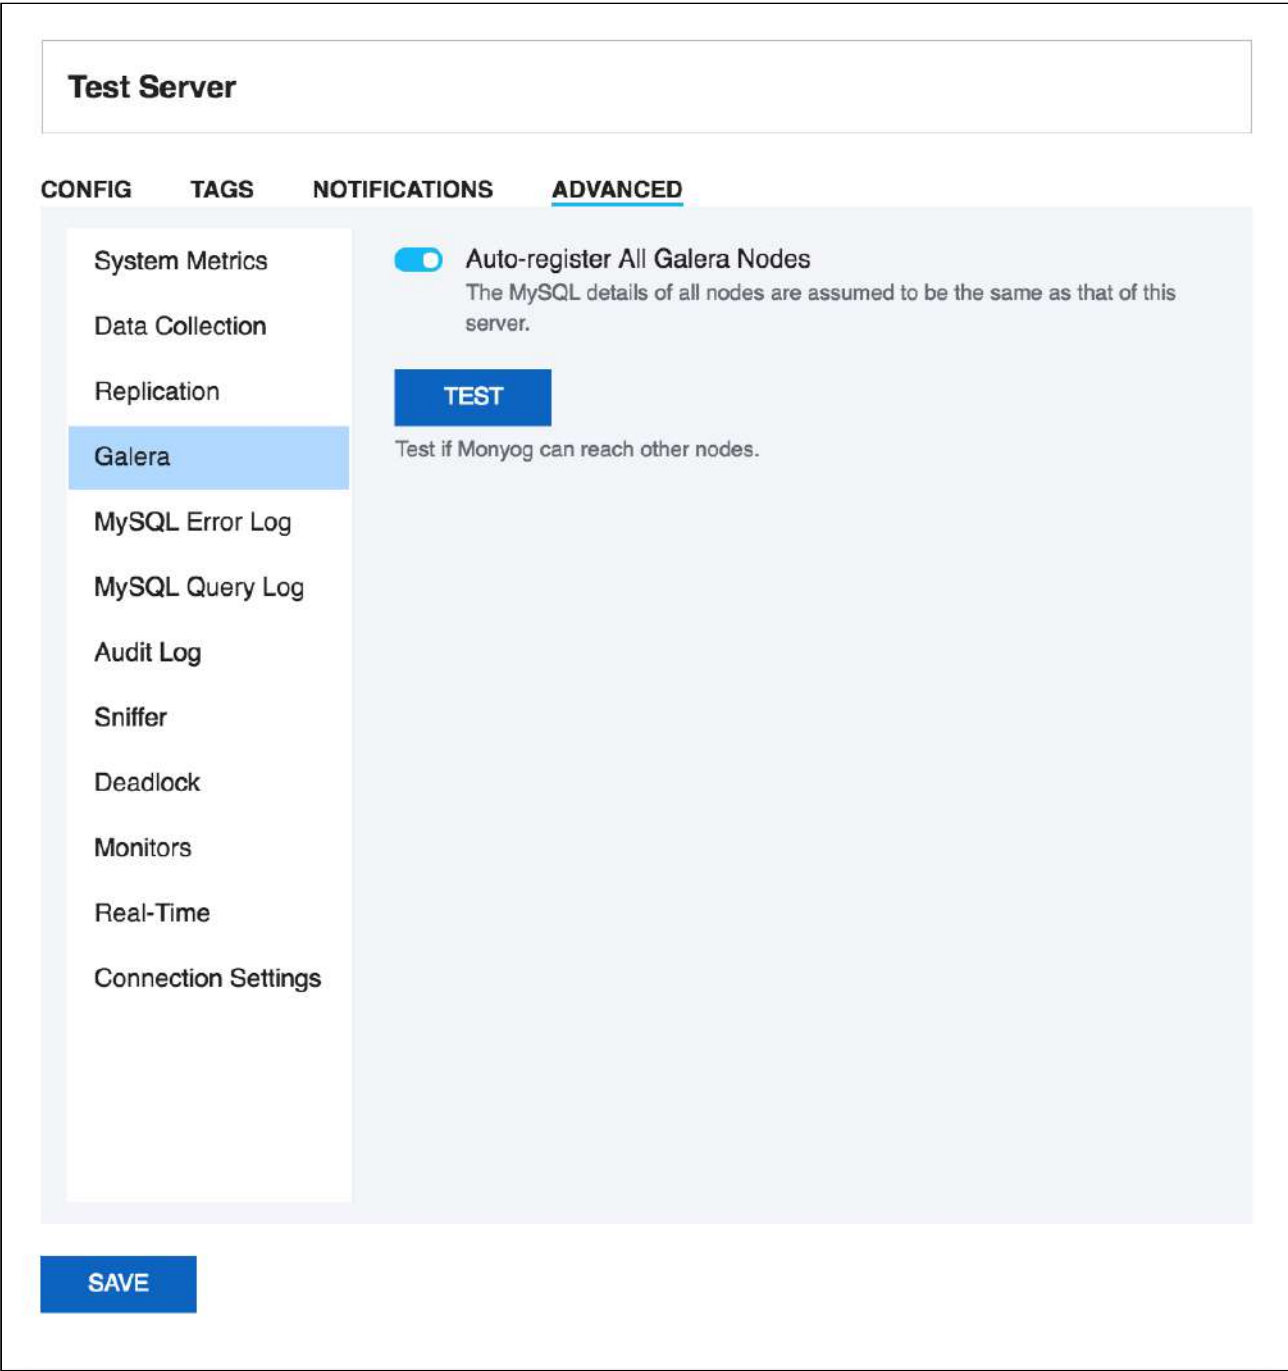 Test Server
CONFIG TAGS NOTIFICATIONS ADVANCED
System Metrics
Data Collection
Replication
Galera
MySQL Error Log
MySQL Query Log
Audit Log
Sniffer
Deadlock
Monitors
Real-Time
Connection Settings
Auto-register All Galera Nodes
The MySQL details of all nodes are assumed to be the same as that of this
server.
TEST
Test if Monyog can reach other nodes.
SAVE